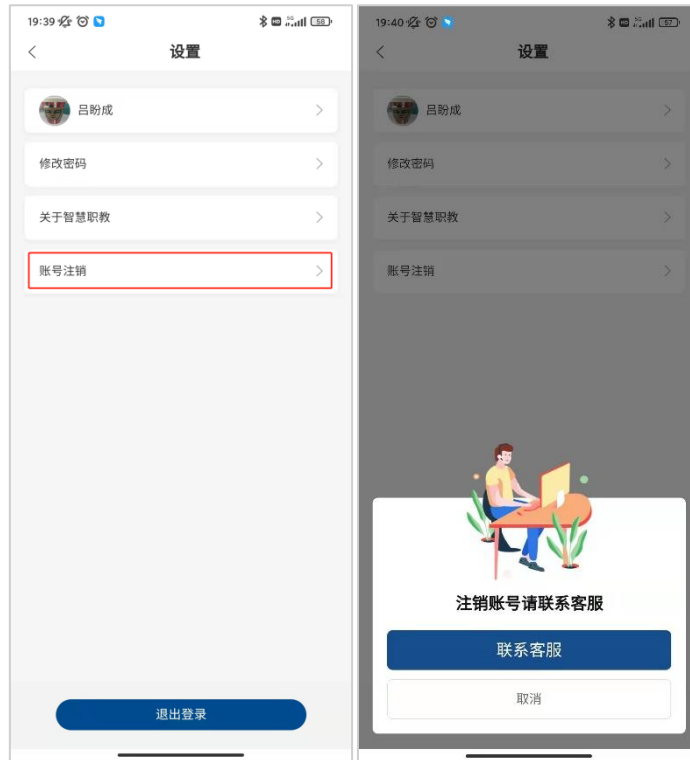 19:39
58
设置
吕盼成
修改密码
关于智慧职教
账号注销
退出登录
19:40
57
设置
吕盼成
修改密码
关于智慧职教
账号注销
注销账号请联系客服
联系客服
取消